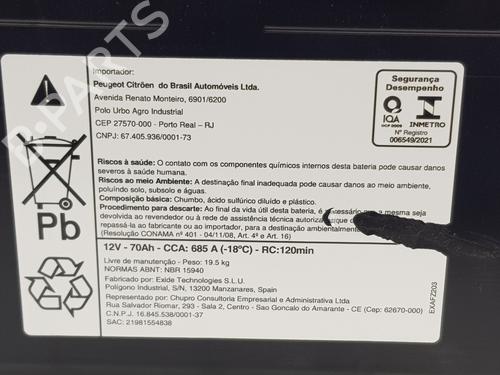 Importador:
Peugeot Citröen do Brasil Automóveis Ltda.
Avenida Renato Monteiro, 6901/6200
Polo Urbo Agro Industrial
CEP 27570-000 - Porto Real – RJ
CNPJ: 67.405.936/0001-73
Segurança
Desempenho
IQA
OCP 0005
INMETRO
Nº Registro
006549/2021
Riscos à saúde: O contato com os componentes químicos internos desta bateria pode causar danos
severos à saúde humana.
Riscos ao meio ambiente: A destinação final inadequada pode causar danos ao meio ambiente,
poluindo solo, subsolo e águas.
Composição básica: Chumbo, ácido sulfúrico diluído e plástico.
Procedimento para descarte: Ao final da vida útil desta bateria, é necessário que a mesma seja
devolvida ao revendedor ou à rede de assistência técnica
repassá-la ao fabricante ou importador, para a destinação ambientalmente
(Resolução CONAMA nº 401 - 04/11/08, Art. 4º e Art. 16)
Pb
12V - 70Ah - CCA: 685 A (-18ºC) - RC:120min
Livre de manutenção - Peso: 19.5 kg
NORMAS ABNT: NBR 15940
Fabricado por: Exide Technologies S.L.U.
Polígono Industrial, S/N, 13200 Manzanares, Spain
Representado por: Chupro Consultoria Empresarial e Administrativa Ltda
Rua Salvador Riomar, 293 - Sala 2, Centro - Sao Goncalo do Amarante - CE (Cep: 62670-000)
C.N.P.J. 16.845.538/0001-37
SAC: 21981554838
EXAFZ203